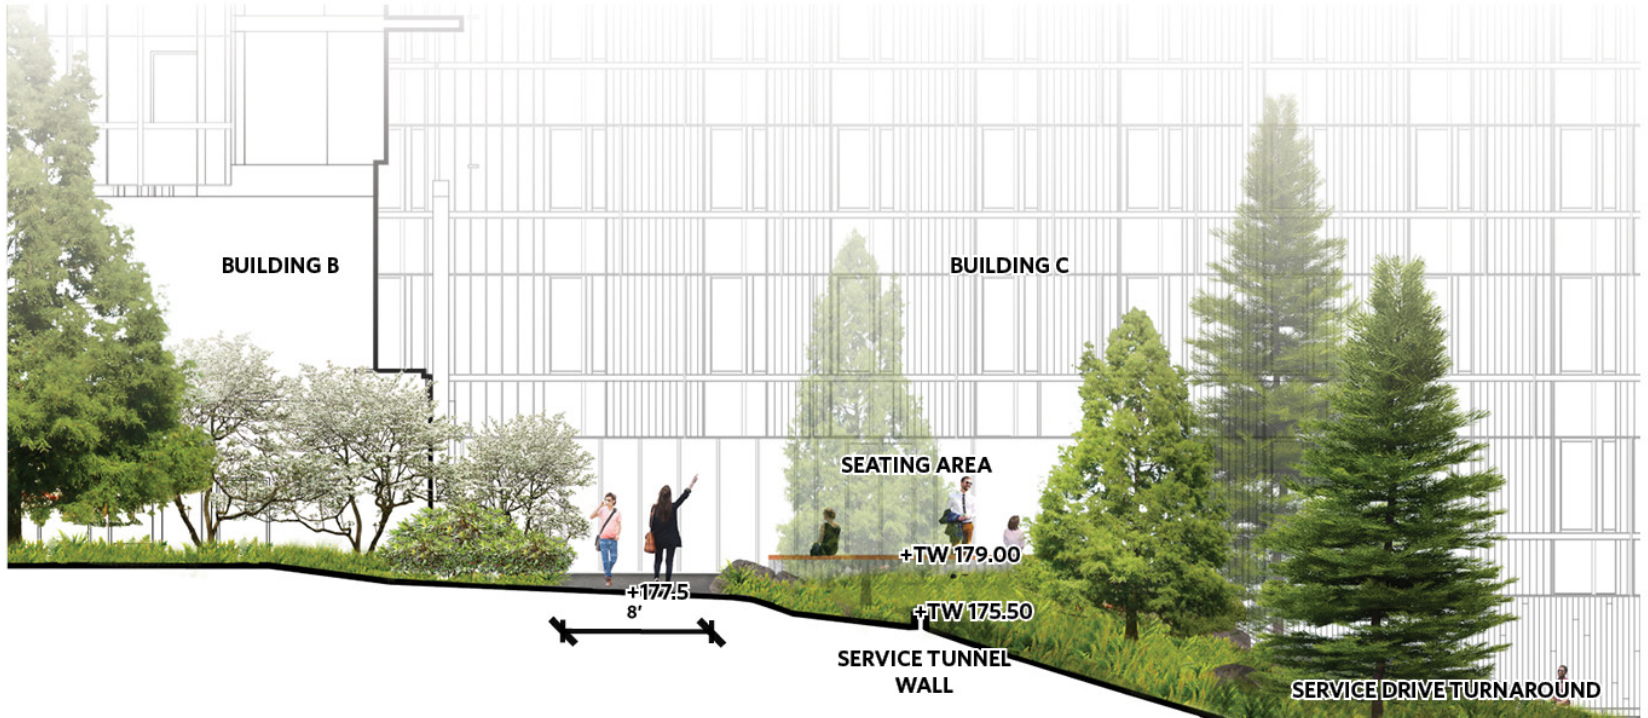 BUILDING B
BUILDING C
SEATING AREA
+TW 179.00
+177.5
8'
+TW 175.50
SERVICE TUNNEL
WALL
SERVICE DRIVE TURNAROUND